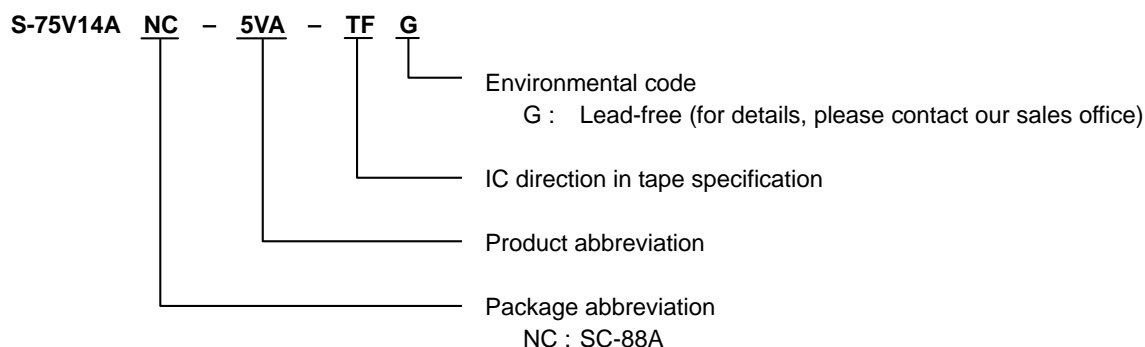 S-75V14A NC – 5VA – TF G
Environmental code
G : Lead-free (for details, please contact our sales office)
IC direction in tape specification
Product abbreviation
Package abbreviation
NC : SC-88A